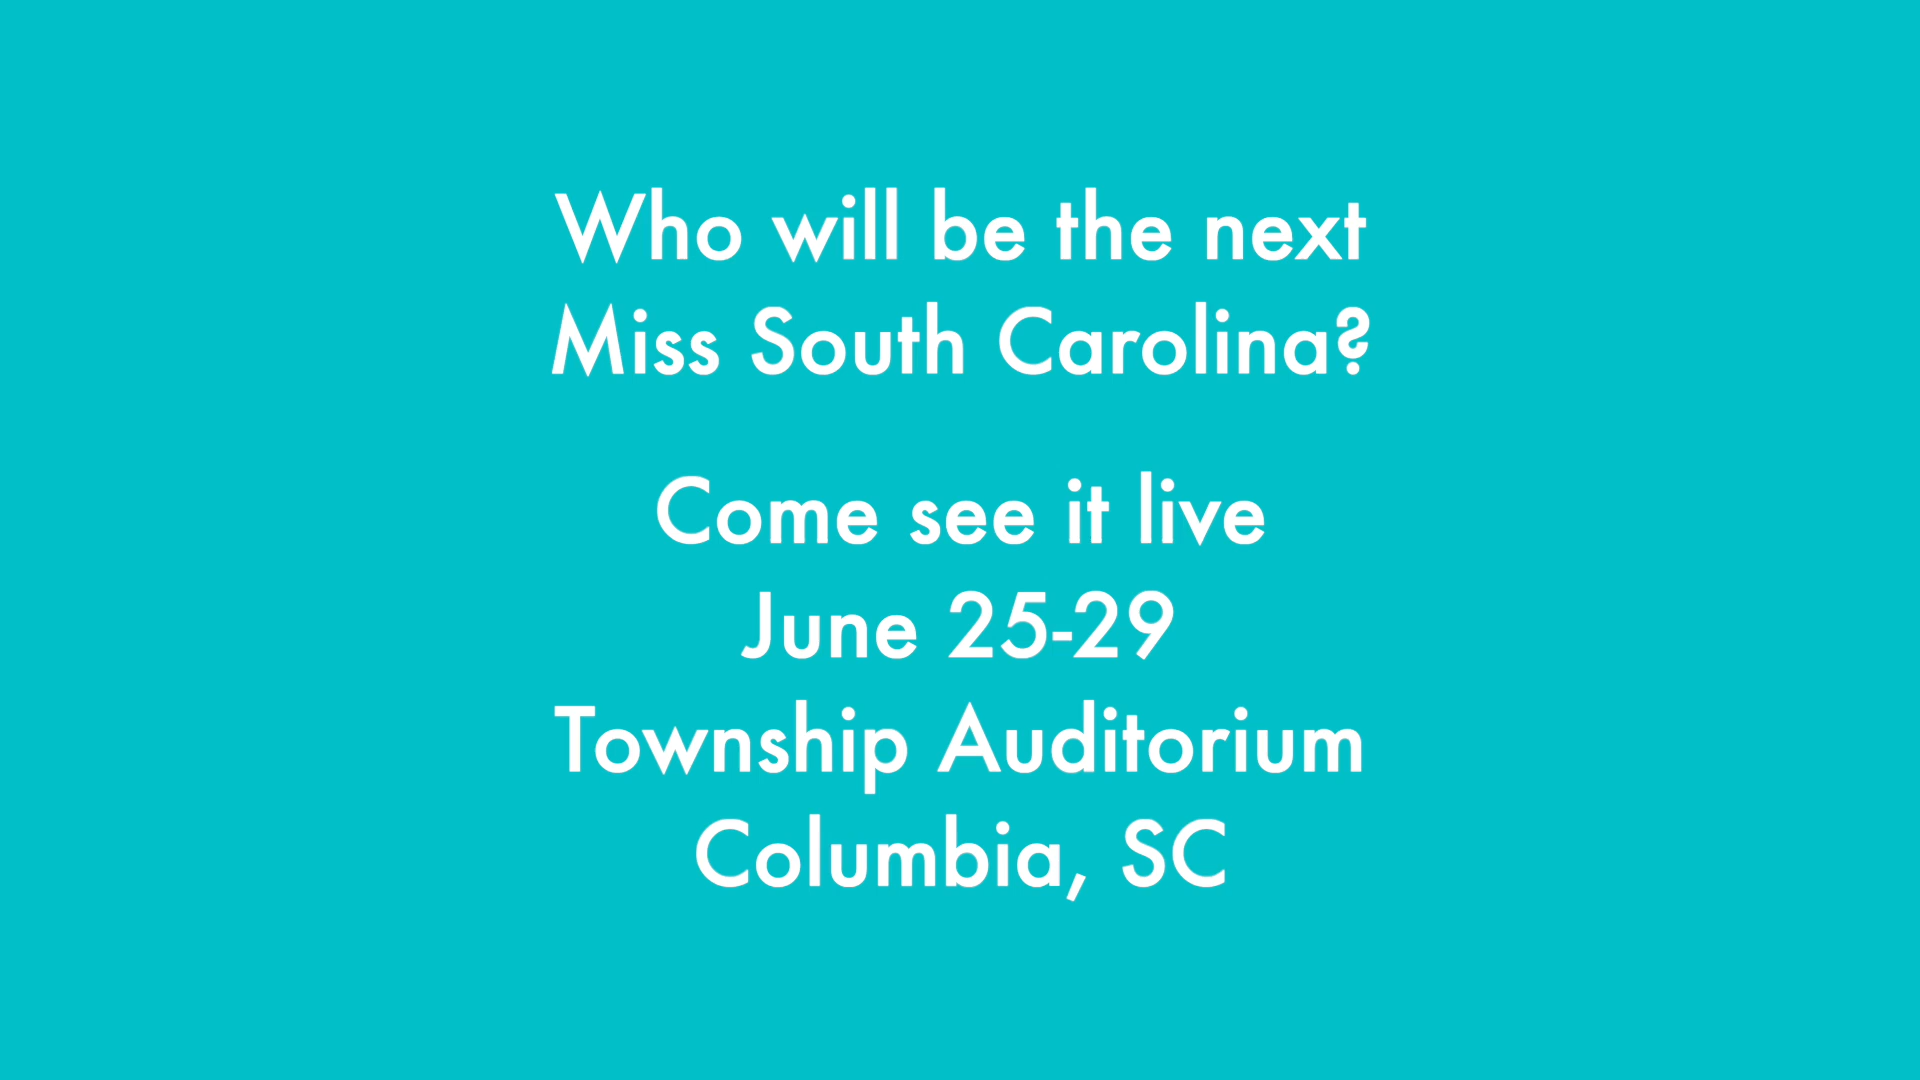 Who will be the next
Miss South Carolina?
Come see it live
June 25-29
Township Auditorium
Columbia, SC